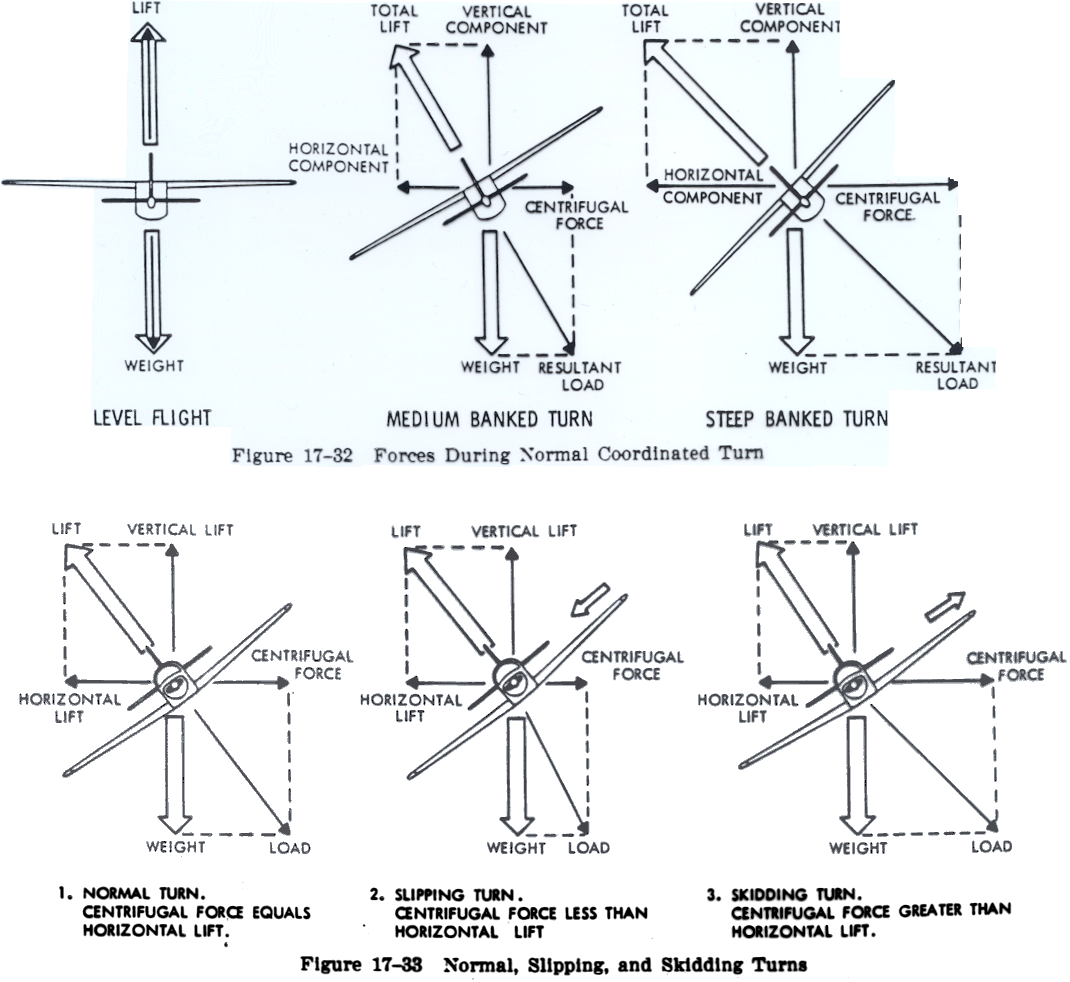 LIFT
WEIGHT
LEVEL FLIGHT
TOTAL
LIFT
VERTICAL
COMPONENT
HORIZONTAL
COMPONENT
CENTRIFUGAL
FORCE
WEIGHT
RESULTANT
LOAD
MEDIUM BANKED TURN
TOTAL
LIFT
VERTICAL
COMPONENT
HORIZONTAL
COMPONENT
CENTRIFUGAL
FORCE.
WEIGHT
RESULTANT
LOAD
STEEP BANKED TURN
Figure 17-32 Forces During Normal Coordinated Turn
LIFT
VERTICAL LIFT
CENTRIFUGAL
FORCE
HORIZONTAL
LIFT
WEIGHT
LOAD
1. NORMAL TURN.
CENTRIFUGAL FORCE EQUALS
HORIZONTAL LIFT.
LIFT
VERTICAL LIFT
CENTRIFUGAL
FORCE
HORIZONTAL
LIFT
WEIGHT
LOAD
2. SLIPPING TURN.
CENTRIFUGAL FORCE LESS THAN
HORIZONTAL LIFT
LIFT
VERTICAL LIFT
CENTRIFUGAL
FORCE
HORIZONTAL
LIFT
WEIGHT
LOAD
3. SKIDDING TURN.
CENTRIFUGAL FORCE GREATER THAN
HORIZONTAL LIFT.
Figure 17-33 Normal, Slipping, and Skidding Turns